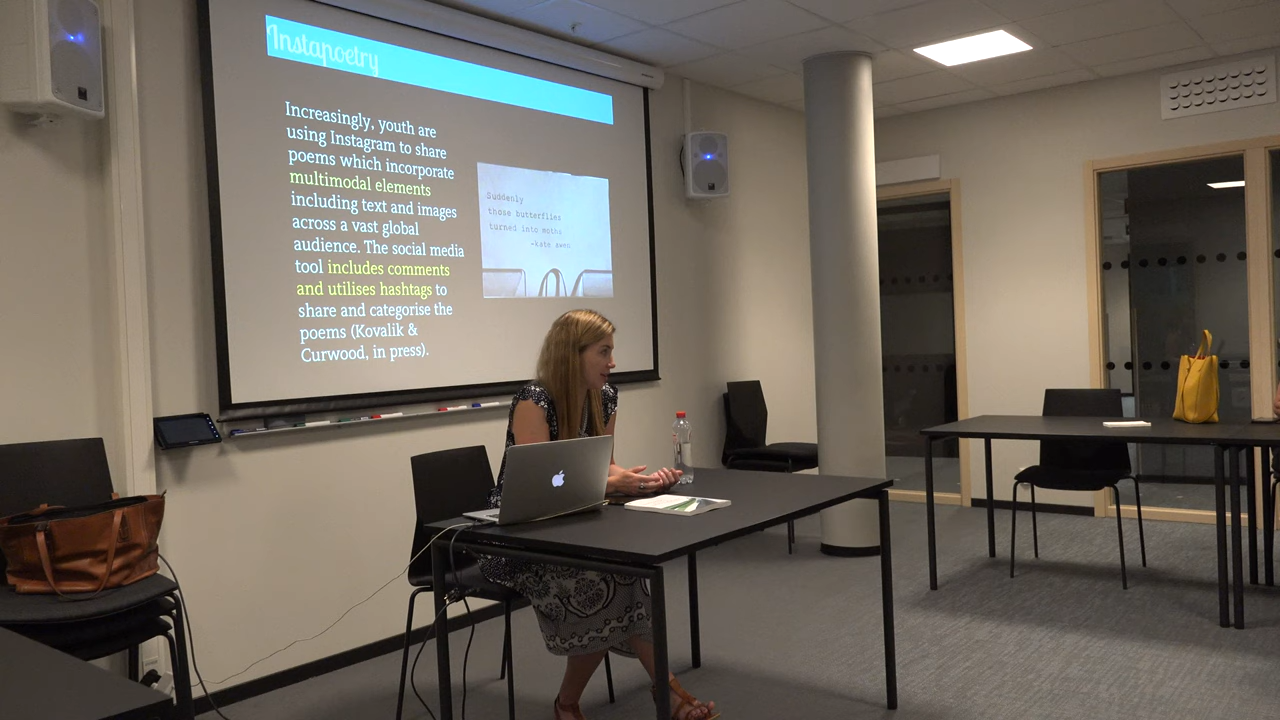 Instapoetry
Increasingly, youth are
using Instagram to share
poems which incorporate
multimodal elements
including text and images
across a vast global
audience. The social media
tool includes comments
and utilises hashtags to
share and categorise the
poems (Kovalik &
Curwood, in press).
Suddenly
those butterflies
turned into moths
-kate awen